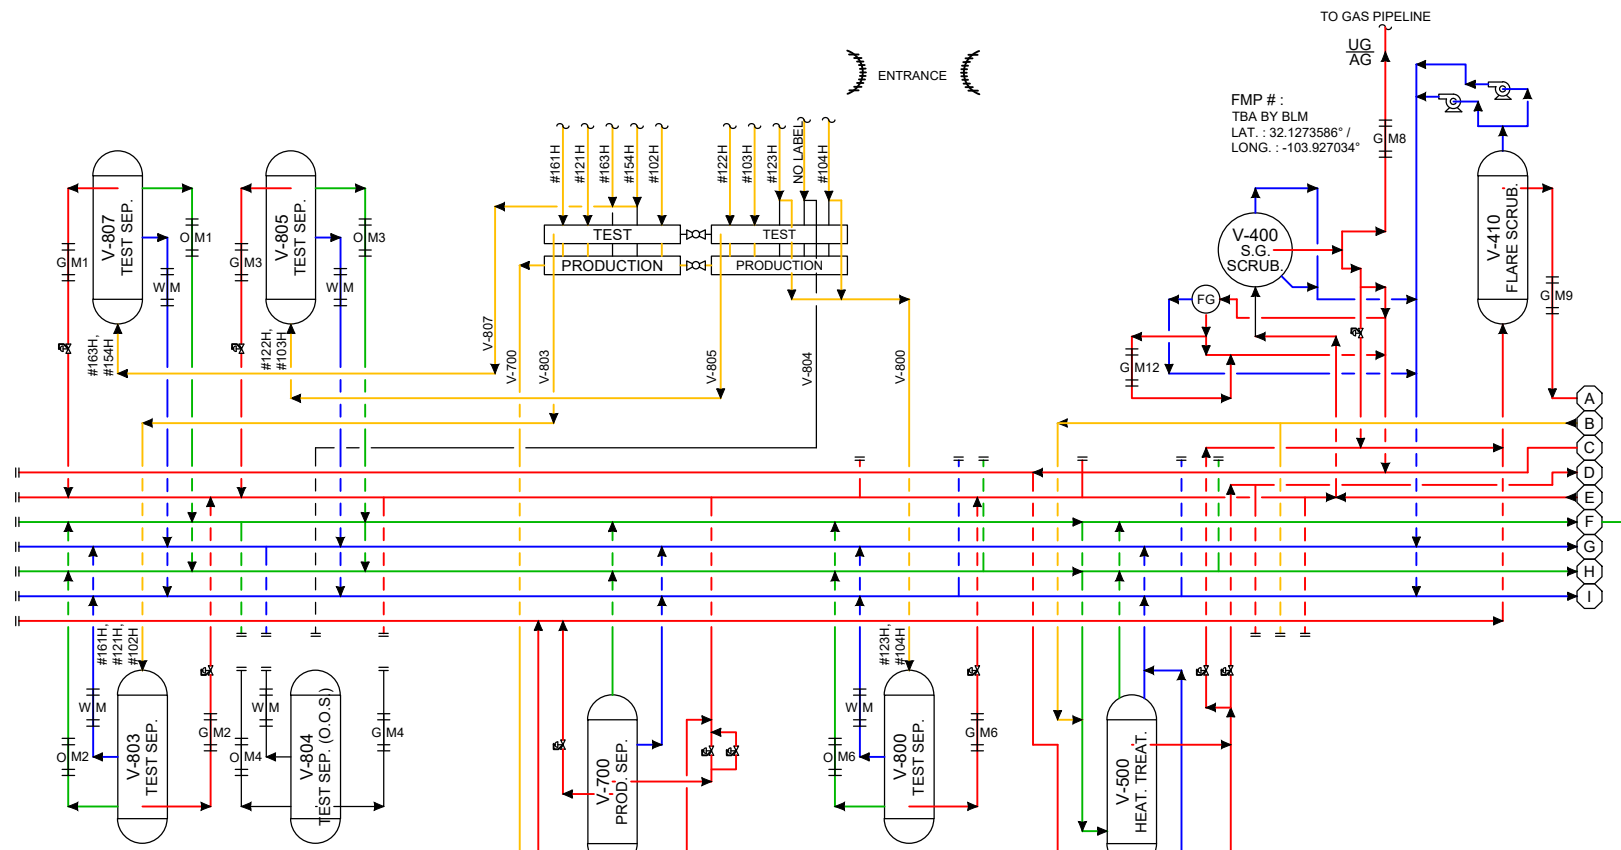 TO GAS PIPELINE
UG
AG
ENTRANCE
FMP # :
TBA BY BLM
LAT. : 32.1273586° /
LONG. : -103.927034°
G M8
#161H
#121H
#163H
#154H
#102H
#122H
#103H
#123H
NO LABEL
#104H
V-807
TEST SEP.
O M1
G M1
W M
V-805
TEST SEP.
O M3
G M3
W M
TEST
TEST
PRODUCTION
PRODUCTION
V-400
S.G.
SCRUB.
V-410
FLARE SCRUB.
FG
G M9
G M12
#163H,
#154H
#122H,
#103H
V-807
V-700
V-803
V-805
V-804
V-800
A
B
C
D
E
F
G
H
I
#161H,
#121H,
#102H
#123H,
#104H
W M
O M2
V-803
TEST SEP.
G M2
W M
O M4
V-804
TEST SEP. (O.O.S.)
G M4
V-700
PROD. SEP.
W M
O M6
V-800
TEST SEP.
G M6
V-500
HEAT. TREAT.